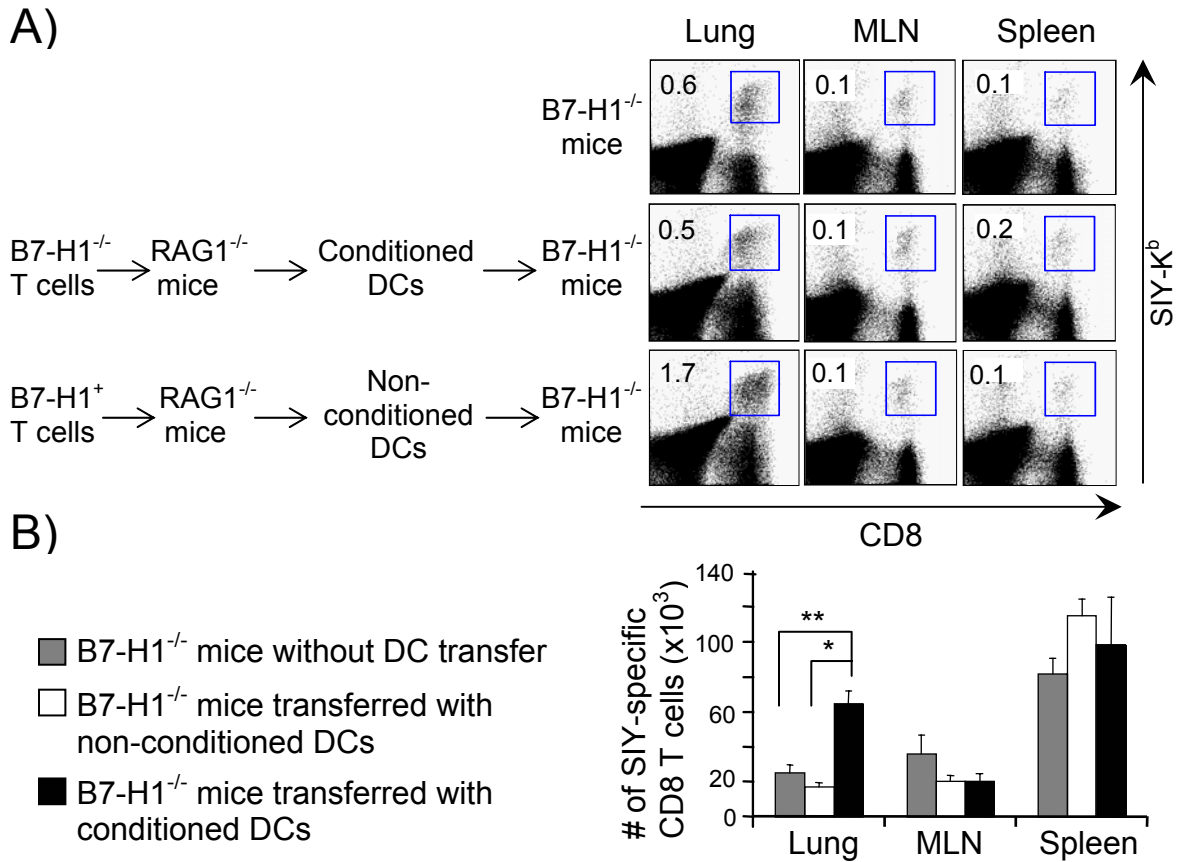 A)
Lung MLN Spleen
B7-H1-/-
mice
0.6 0.1 0.1
B7-H1-/-
T cells
RAG1-/-
mice
Conditioned
DCs
B7-H1-/-
mice
0.5 0.1 0.2
B7-H1+
T cells
RAG1-/-
mice
Non-
conditioned
DCs
B7-H1-/-
mice
1.7 0.1 0.1
SIY-Kb
CD8
B)
B7-H1-/- mice without DC transfer
B7-H1-/- mice transferred with
non-conditioned DCs
B7-H1-/- mice transferred with
conditioned DCs
# of SIY-specific
CD8 T cells (x103)
140
100
60
20
0
**
*
Lung MLN Spleen